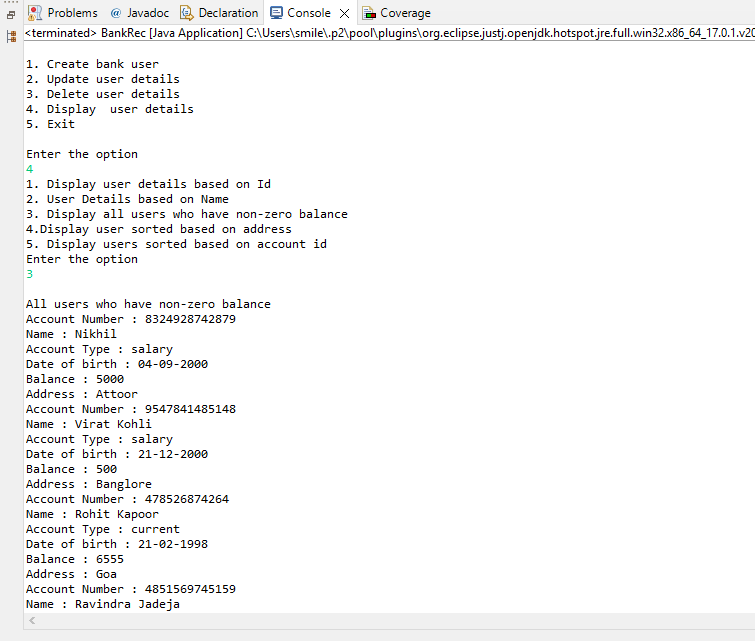 Problems @ Javadoc Declaration Console Coverage
<terminated> BankRec [Java Application] C:\Users\smile\.p2\pool\plugins\org.eclipse.justj.openjdk.hotspot.jre.full.win32.x86_64_17.0.1.v20
1. Create bank user
2. Update user details
3. Delete user details
4. Display  user details
5. Exit
Enter the option
4
1. Display user details based on Id
2. User Details based on Name
3. Display all users who have non-zero balance
4.Display user sorted based on address
5. Display users sorted based on account id
Enter the option
3
All users who have non-zero balance
Account Number : 8324928742879
Name : Nikhil
Account Type : salary
Date of birth : 04-09-2000
Balance : 5000
Address : Attoor
Account Number : 9547841485148
Name : Virat Kohli
Account Type : salary
Date of birth : 21-12-2000
Balance : 500
Address : Banglore
Account Number : 478526874264
Name : Rohit Kapoor
Account Type : current
Date of birth : 21-02-1998
Balance : 6555
Address : Goa
Account Number : 4851569745159
Name : Ravindra Jadeja